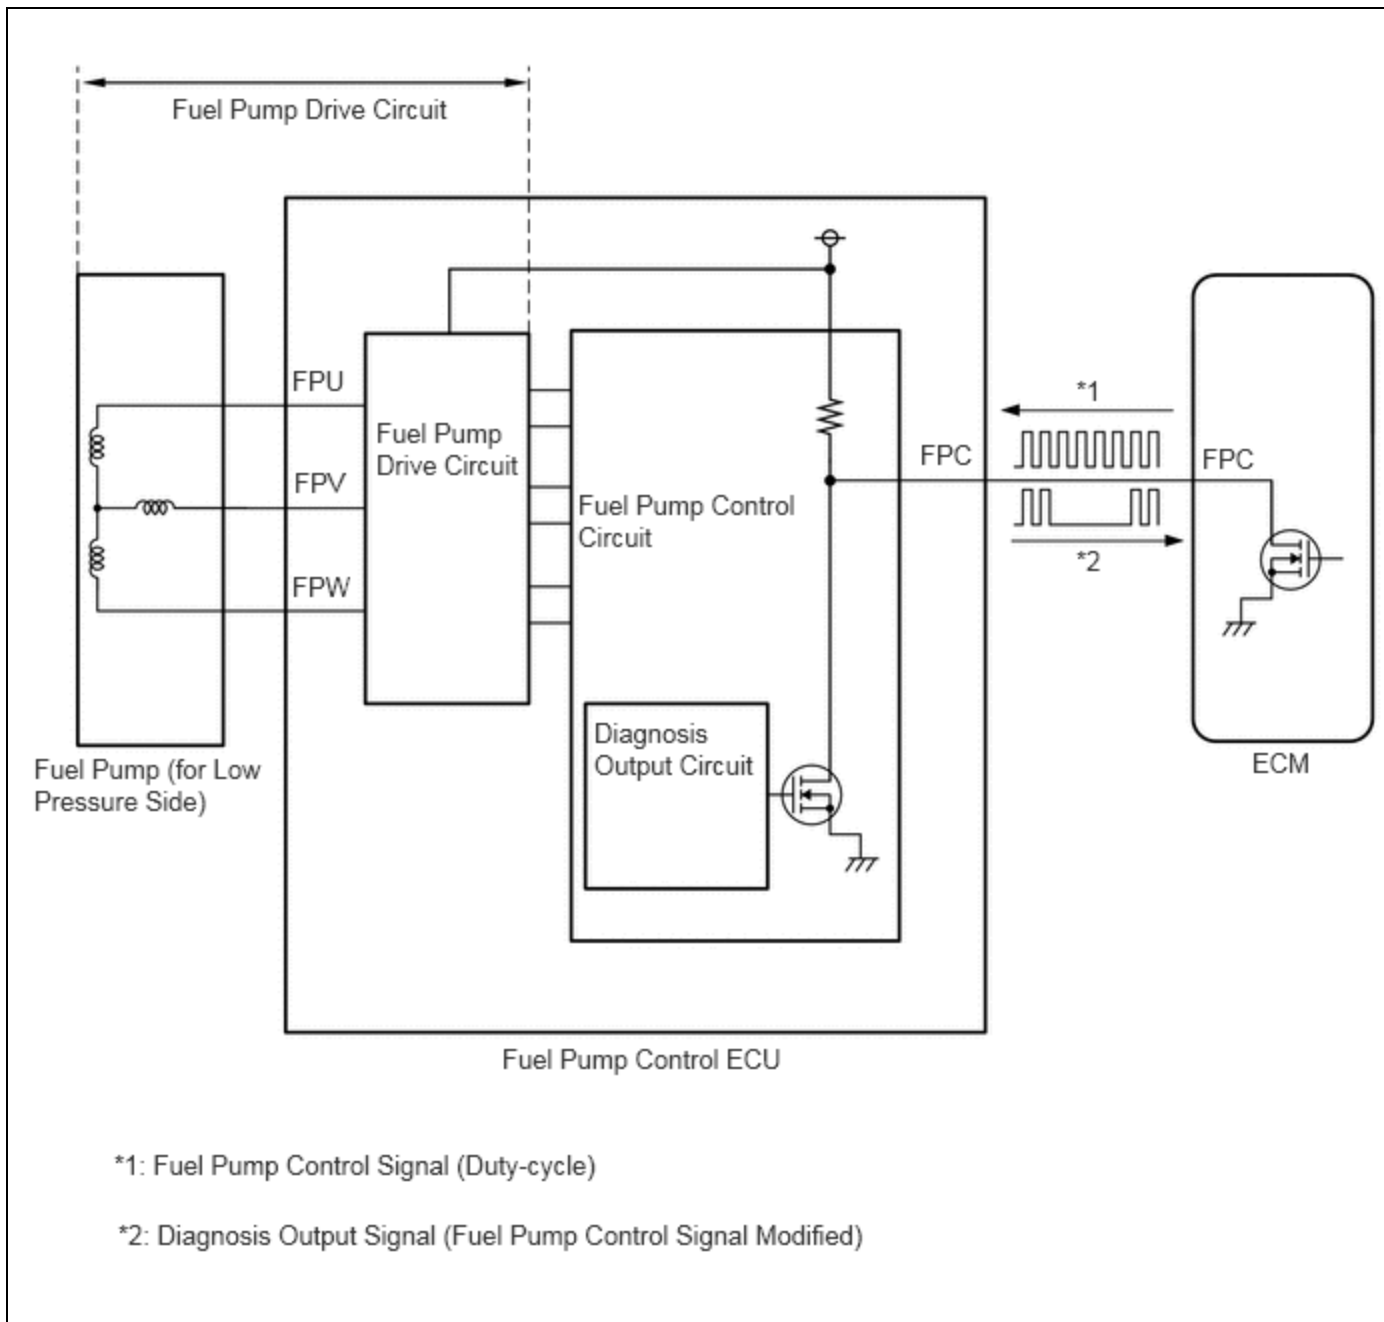 Fuel Pump Drive Circuit
FPU
Fuel Pump
Drive Circuit
FPV
FPW
Fuel Pump Control
Circuit
FPC
*1
FPC
*2
Diagnosis
Output Circuit
Fuel Pump (for Low
Pressure Side)
ECM
Fuel Pump Control ECU
*1: Fuel Pump Control Signal (Duty-cycle)
*2: Diagnosis Output Signal (Fuel Pump Control Signal Modified)